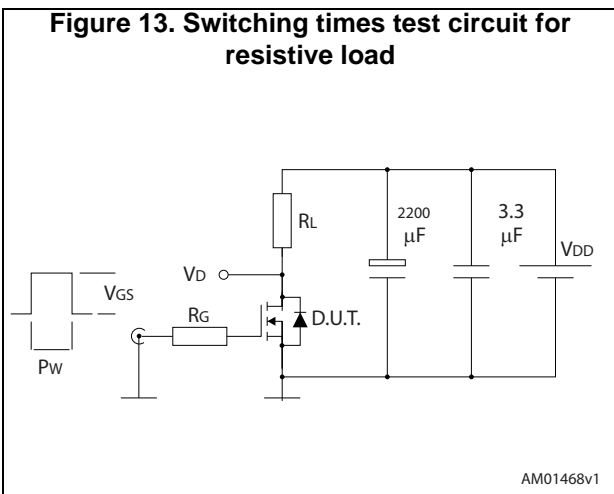 Figure 13. Switching times test circuit for
resistive load
RL
2200
μF
3.3
μF
VDD
VD
VGS
RG
D.U.T.
PW
AM01468v1